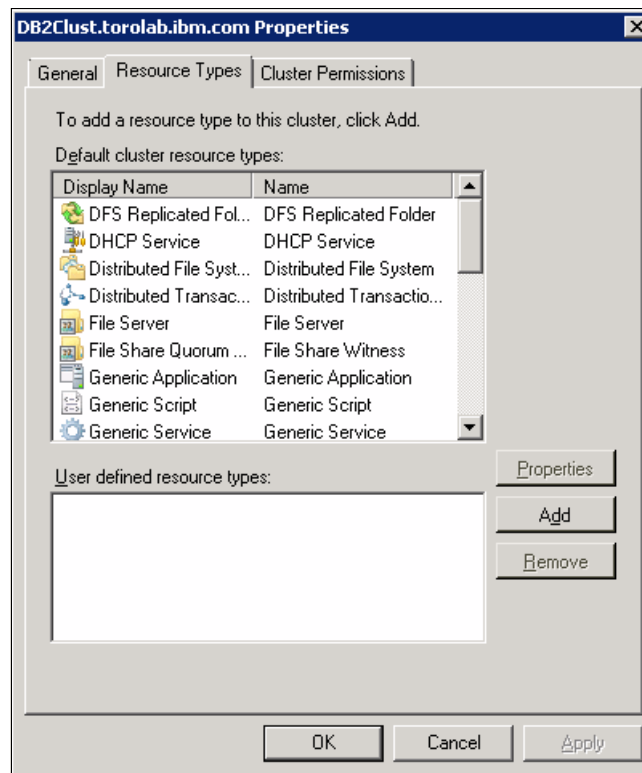 DB2Clust.torolab.ibm.com Properties
General Resource Types Cluster Permissions
To add a resource type to this cluster, click Add.
Default cluster resource types:
Display Name Name
DFS Replicated Fol... DFS Replicated Folder
DHCP Service DHCP Service
Distributed File Syst... Distributed File System
Distributed Transac... Distributed Transactio...
File Server File Server
File Share Quorum ... File Share Witness
Generic Application Generic Application
Generic Script Generic Script
Generic Service Generic Service
User defined resource types:
Properties
Add
Remove
OK Cancel Apply